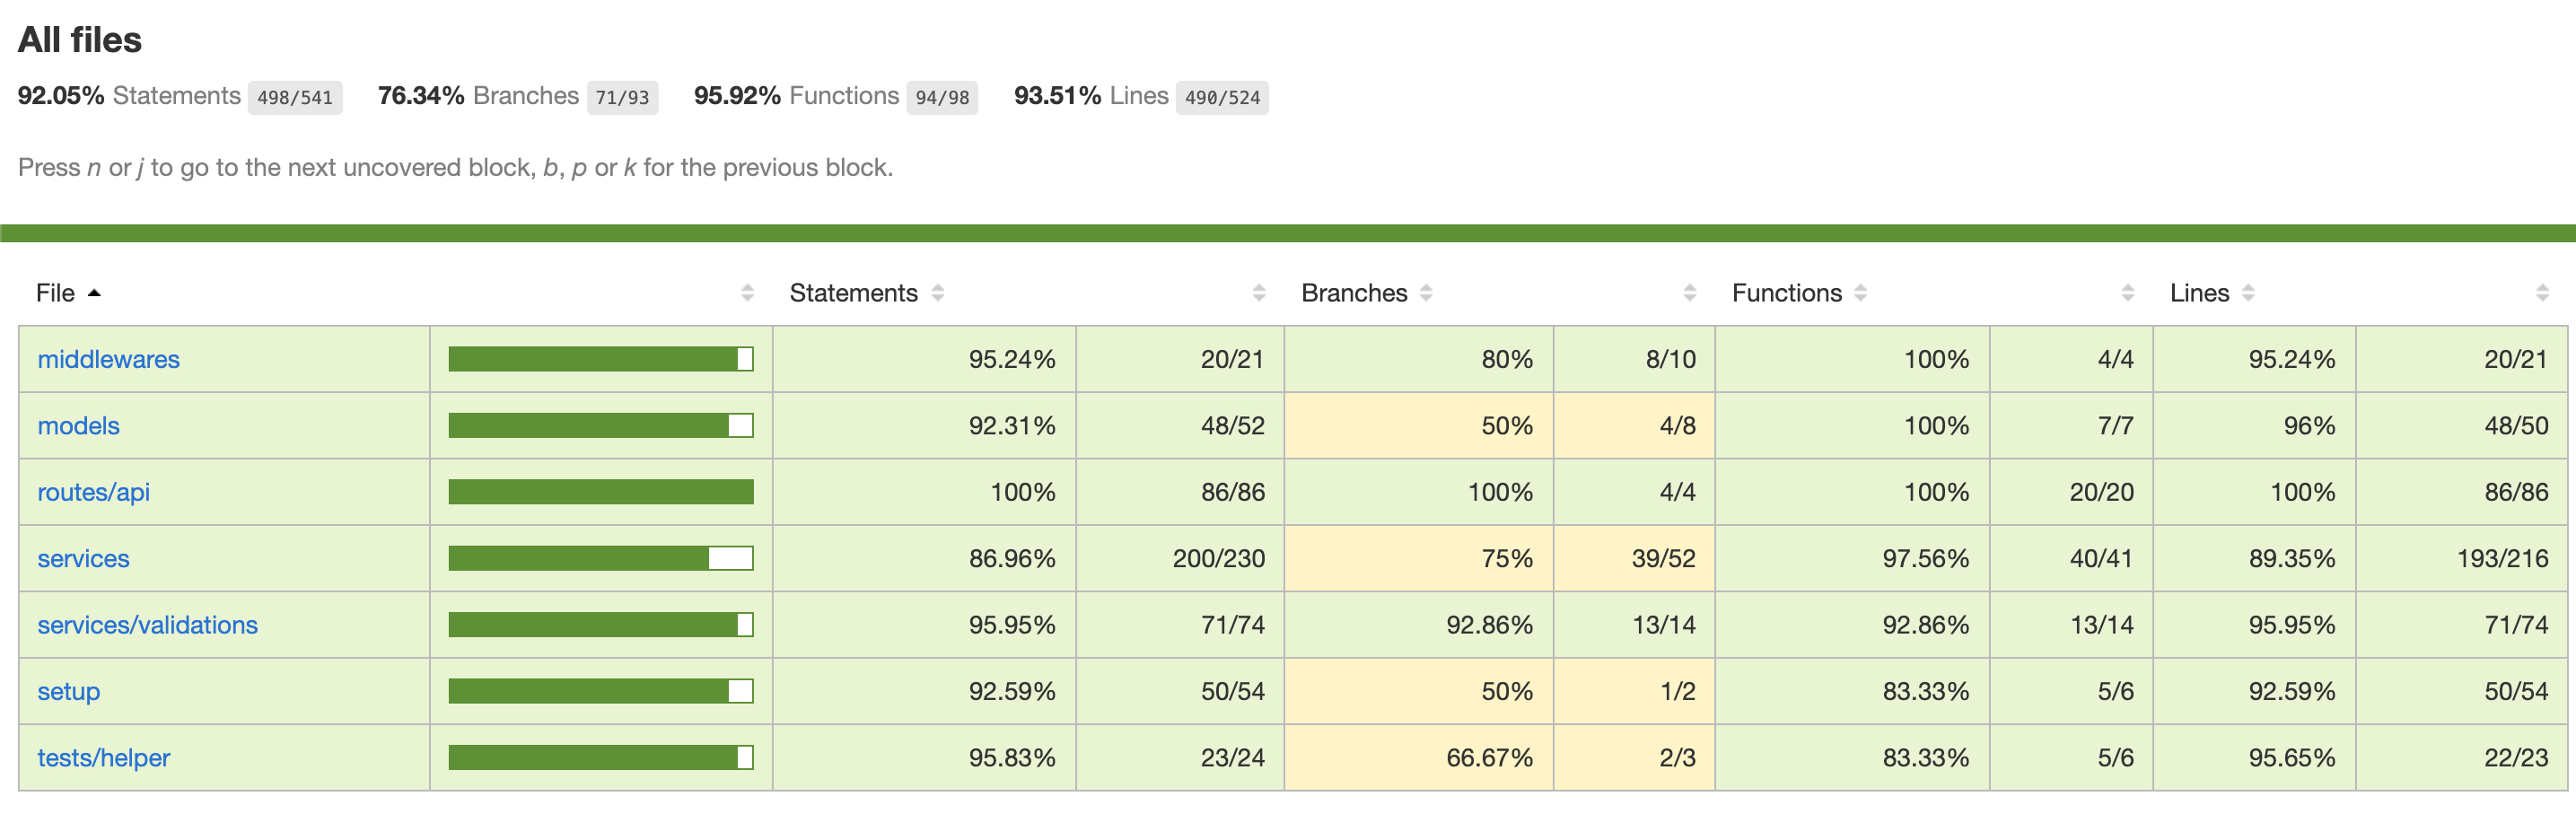 All files
92.05% Statements 498/541 76.34% Branches 71/93 95.92% Functions 94/98 93.51% Lines 490/524
Press n or j to go to the next uncovered block, b, p or k for the previous block.
File Statements Branches Functions Lines
middlewares 95.24% 20/21 80% 8/10 100% 4/4 95.24% 20/21
models 92.31% 48/52 50% 4/8 100% 7/7 96% 48/50
routes/api 100% 86/86 100% 4/4 100% 20/20 100% 86/86
services 86.96% 200/230 75% 39/52 97.56% 40/41 89.35% 193/216
services/validations 95.95% 71/74 92.86% 13/14 92.86% 13/14 95.95% 71/74
setup 92.59% 50/54 50% 1/2 83.33% 5/6 92.59% 50/54
tests/helper 95.83% 23/24 66.67% 2/3 83.33% 5/6 95.65% 22/23